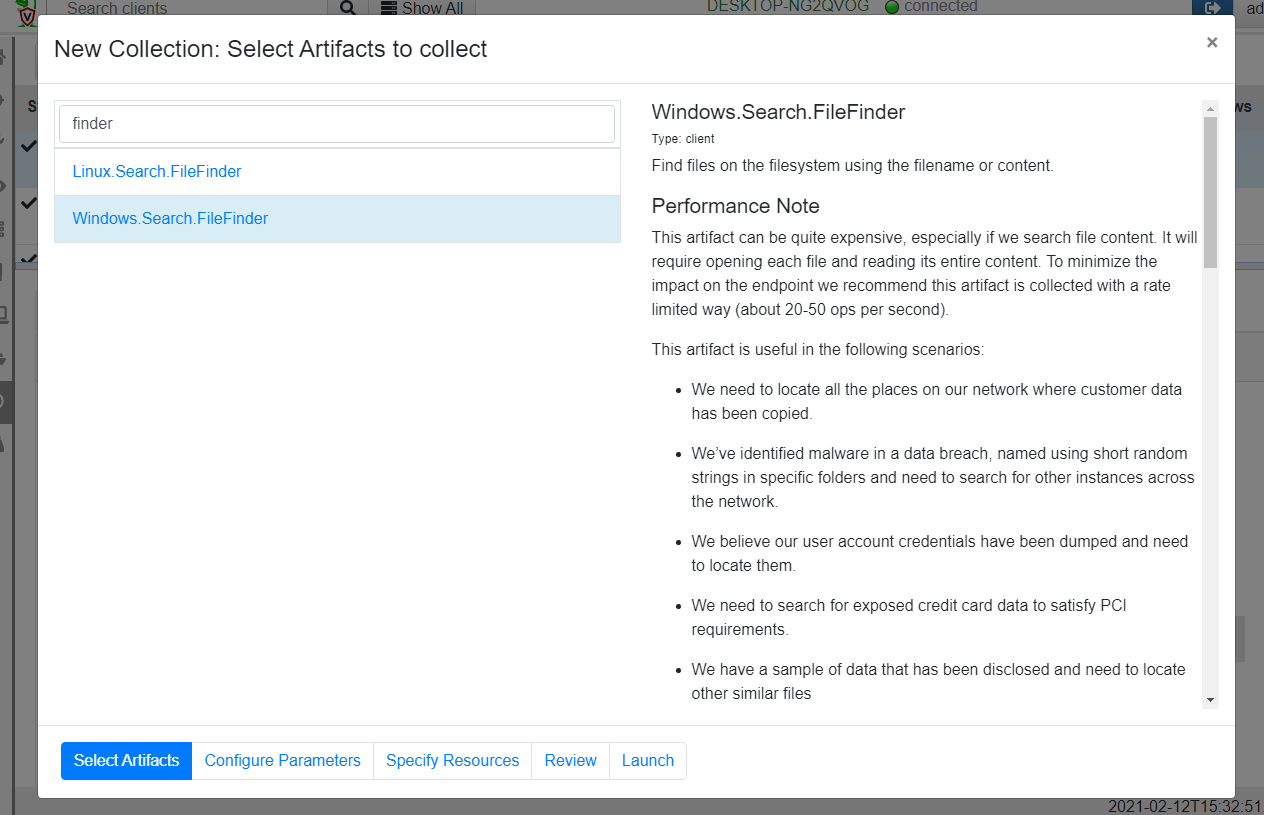 Search clients
Show All
DESKTOP-NG2QVOG
connected
ad
New Collection: Select Artifacts to collect
×
S
ws
finder
Linux.Search.FileFinder
Windows.Search.FileFinder
Windows.Search.FileFinder
Type: client
Find files on the filesystem using the filename or content.
Performance Note
This artifact can be quite expensive, especially if we search file content. It will
require opening each file and reading its entire content. To minimize the
impact on the endpoint we recommend this artifact is collected with a rate
limited way (about 20-50 ops per second).
This artifact is useful in the following scenarios:
• We need to locate all the places on our network where customer data
has been copied.
• We’ve identified malware in a data breach, named using short random
strings in specific folders and need to search for other instances across
the network.
• We believe our user account credentials have been dumped and need
to locate them.
• We need to search for exposed credit card data to satisfy PCI
requirements.
• We have a sample of data that has been disclosed and need to locate
other similar files
Select Artifacts
Configure Parameters
Specify Resources
Review
Launch
2021-02-12T15:32:51